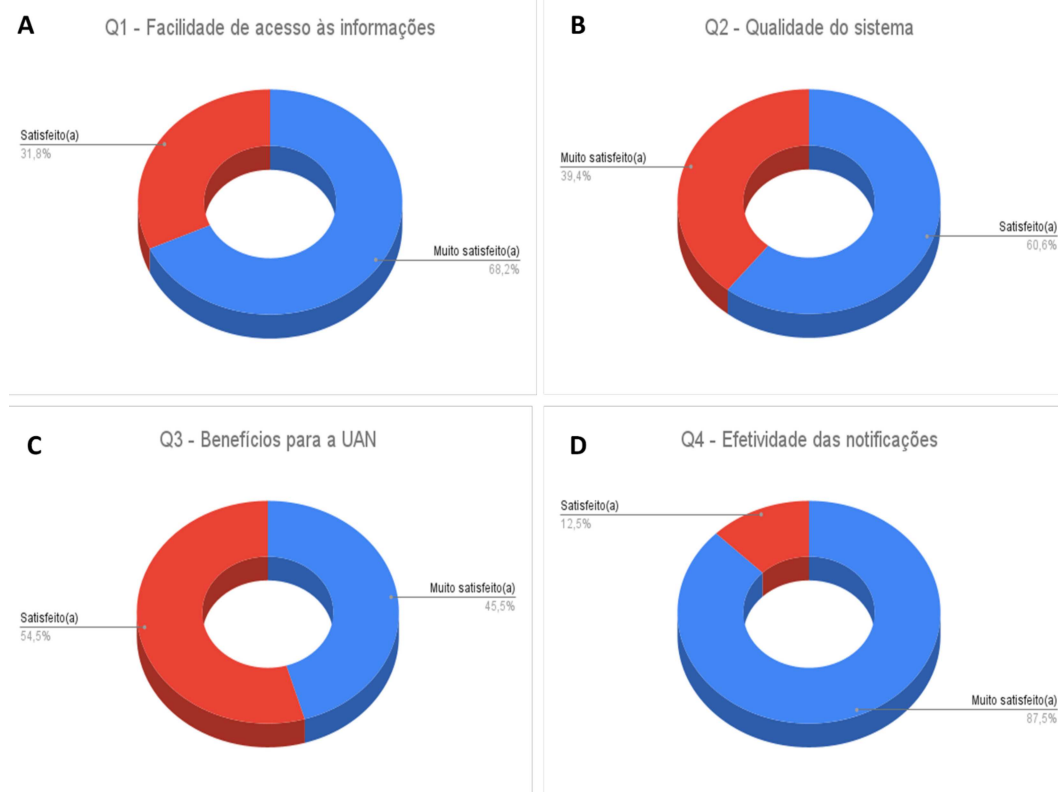 A
Q1 - Facilidade de acesso às informações
Satisfeito(a)
31,8%
Muito satisfeito(a)
68,2%
B
Q2 - Qualidade do sistema
Muito satisfeito(a)
39,4%
Satisfeito(a)
60,6%
C
Q3 - Benefícios para a UAN
Muito satisfeito(a)
45,5%
Satisfeito(a)
54,5%
D
Q4 - Efetividade das notificações
Satisfeito(a)
12,5%
Muito satisfeito(a)
87,5%